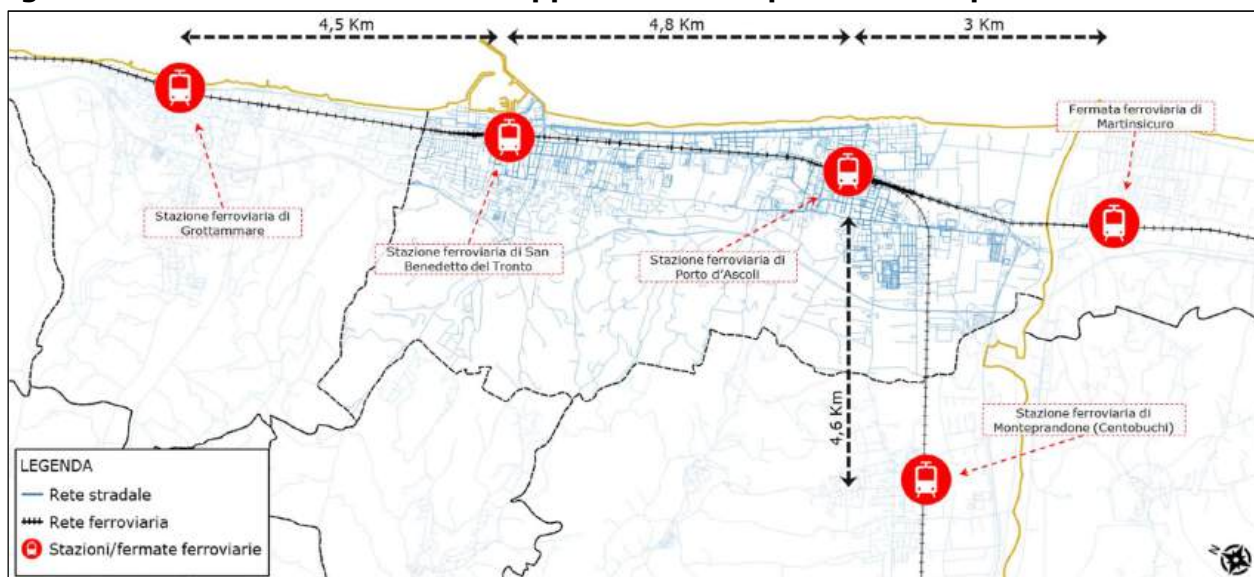 4,5 Km
4,8 Km
3 Km
Fermata ferroviaria di
Martinsicuro
Stazione ferroviaria di
Grottammare
Stazione ferroviaria di San
Benedetto del Tronto
Stazione ferroviaria di
Porto d'Ascoli
4,6 Km
Stazione ferroviaria di
Monteprandone (Centobuchi)
LEGENDA
Rete stradale
Rete ferroviaria
Stazioni/fermate ferroviarie
N